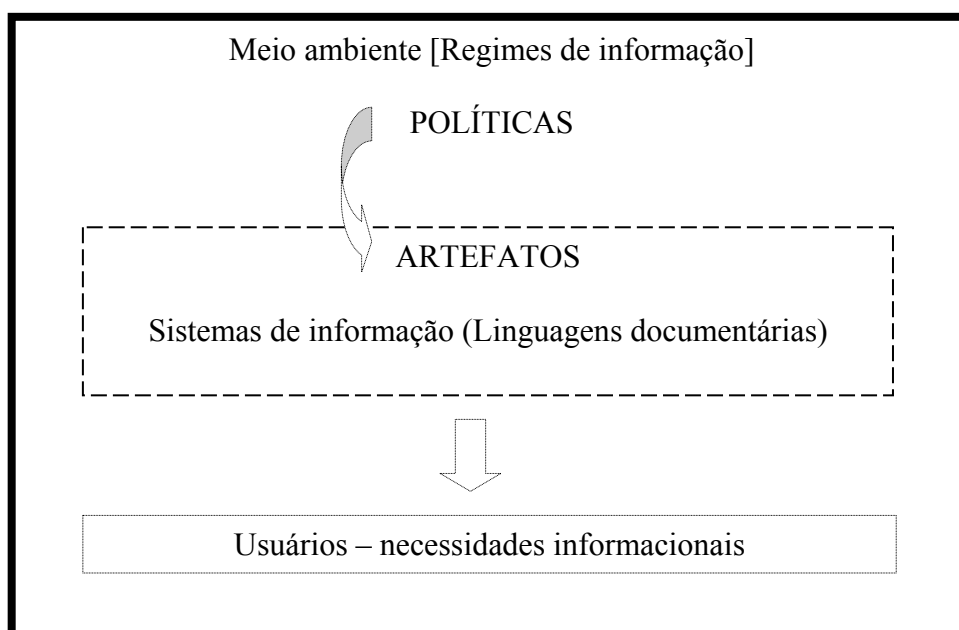 Meio ambiente [Regimes de informação]
POLÍTICAS
ARTEFATOS
Sistemas de informação (Linguagens documentárias)
Usuários – necessidades informacionais